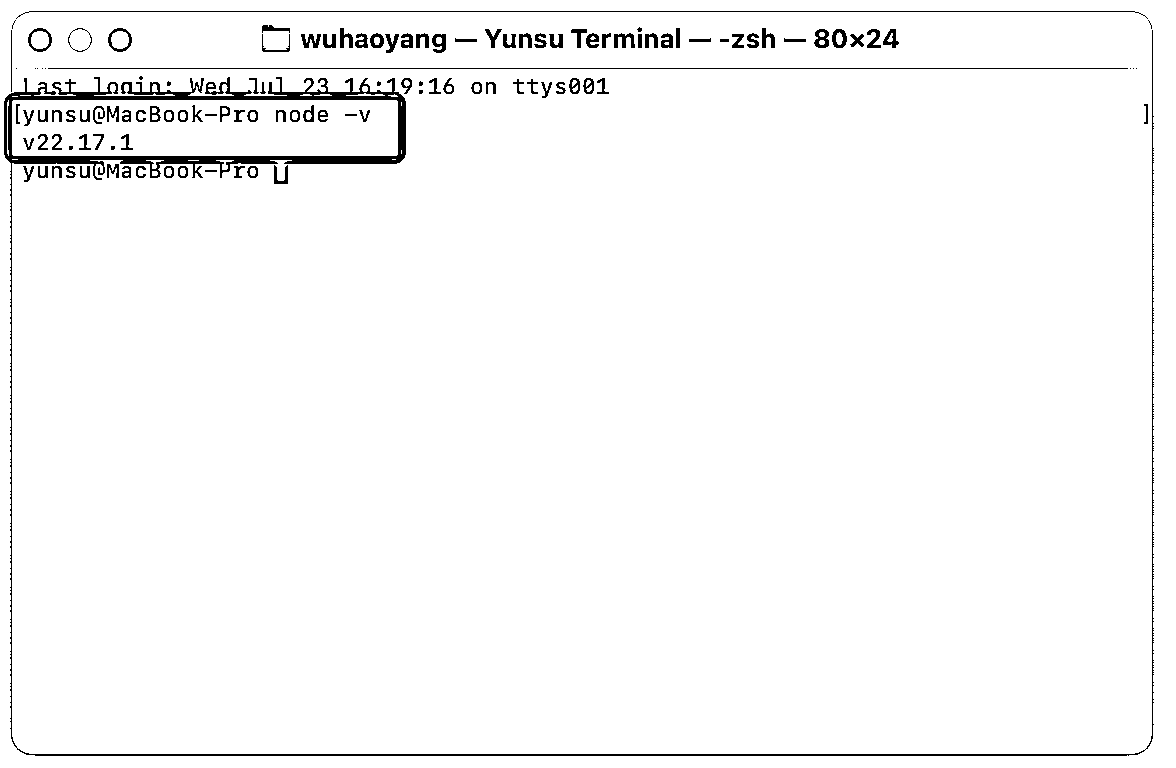 wuhaoyang — Yunsu Terminal — -zsh — 80×24
Last login: Wed Jul 23 16:19:16 on ttys001
[yunsu@MacBook-Pro node -v ]
v22.17.1
yunsu@MacBook-Pro